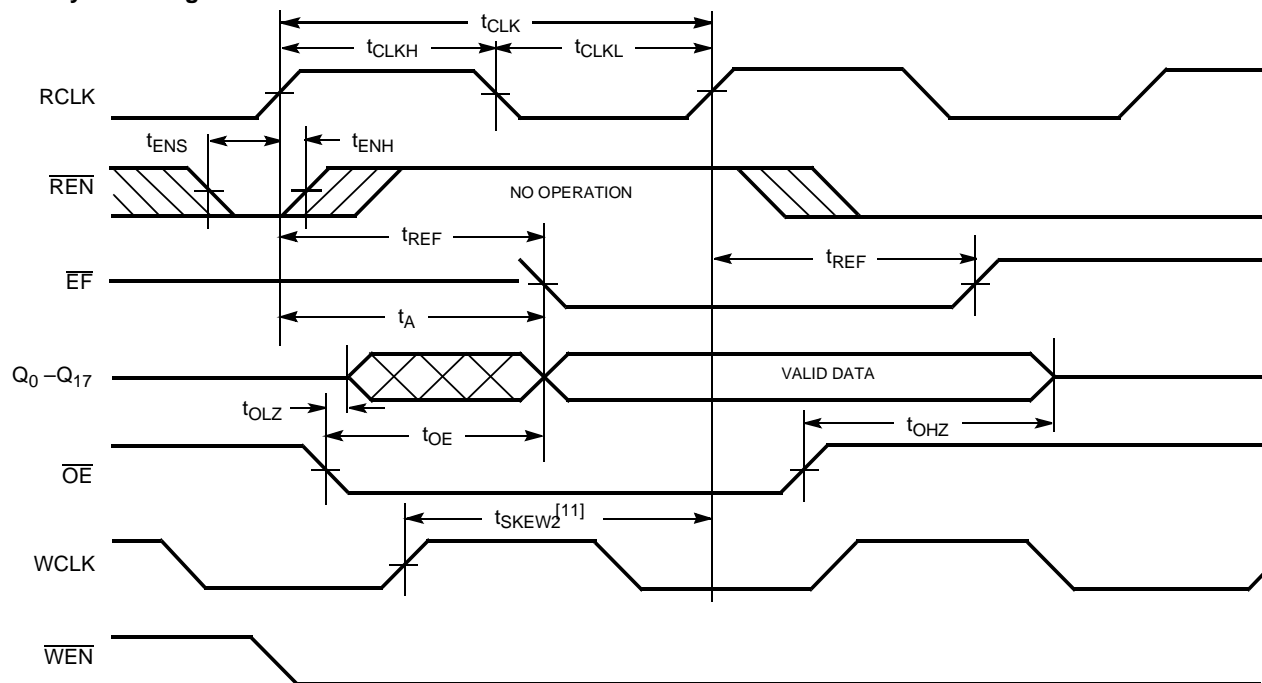 tCLK
tCLKH
tCLKL
RCLK
tENS
tENH
REN
NO OPERATION
tREF
tREF
EF
tA
Q0 –Q17
VALID DATA
tOLZ
tOE
tOHZ
OE
tSKEW2[11]
WCLK
WEN